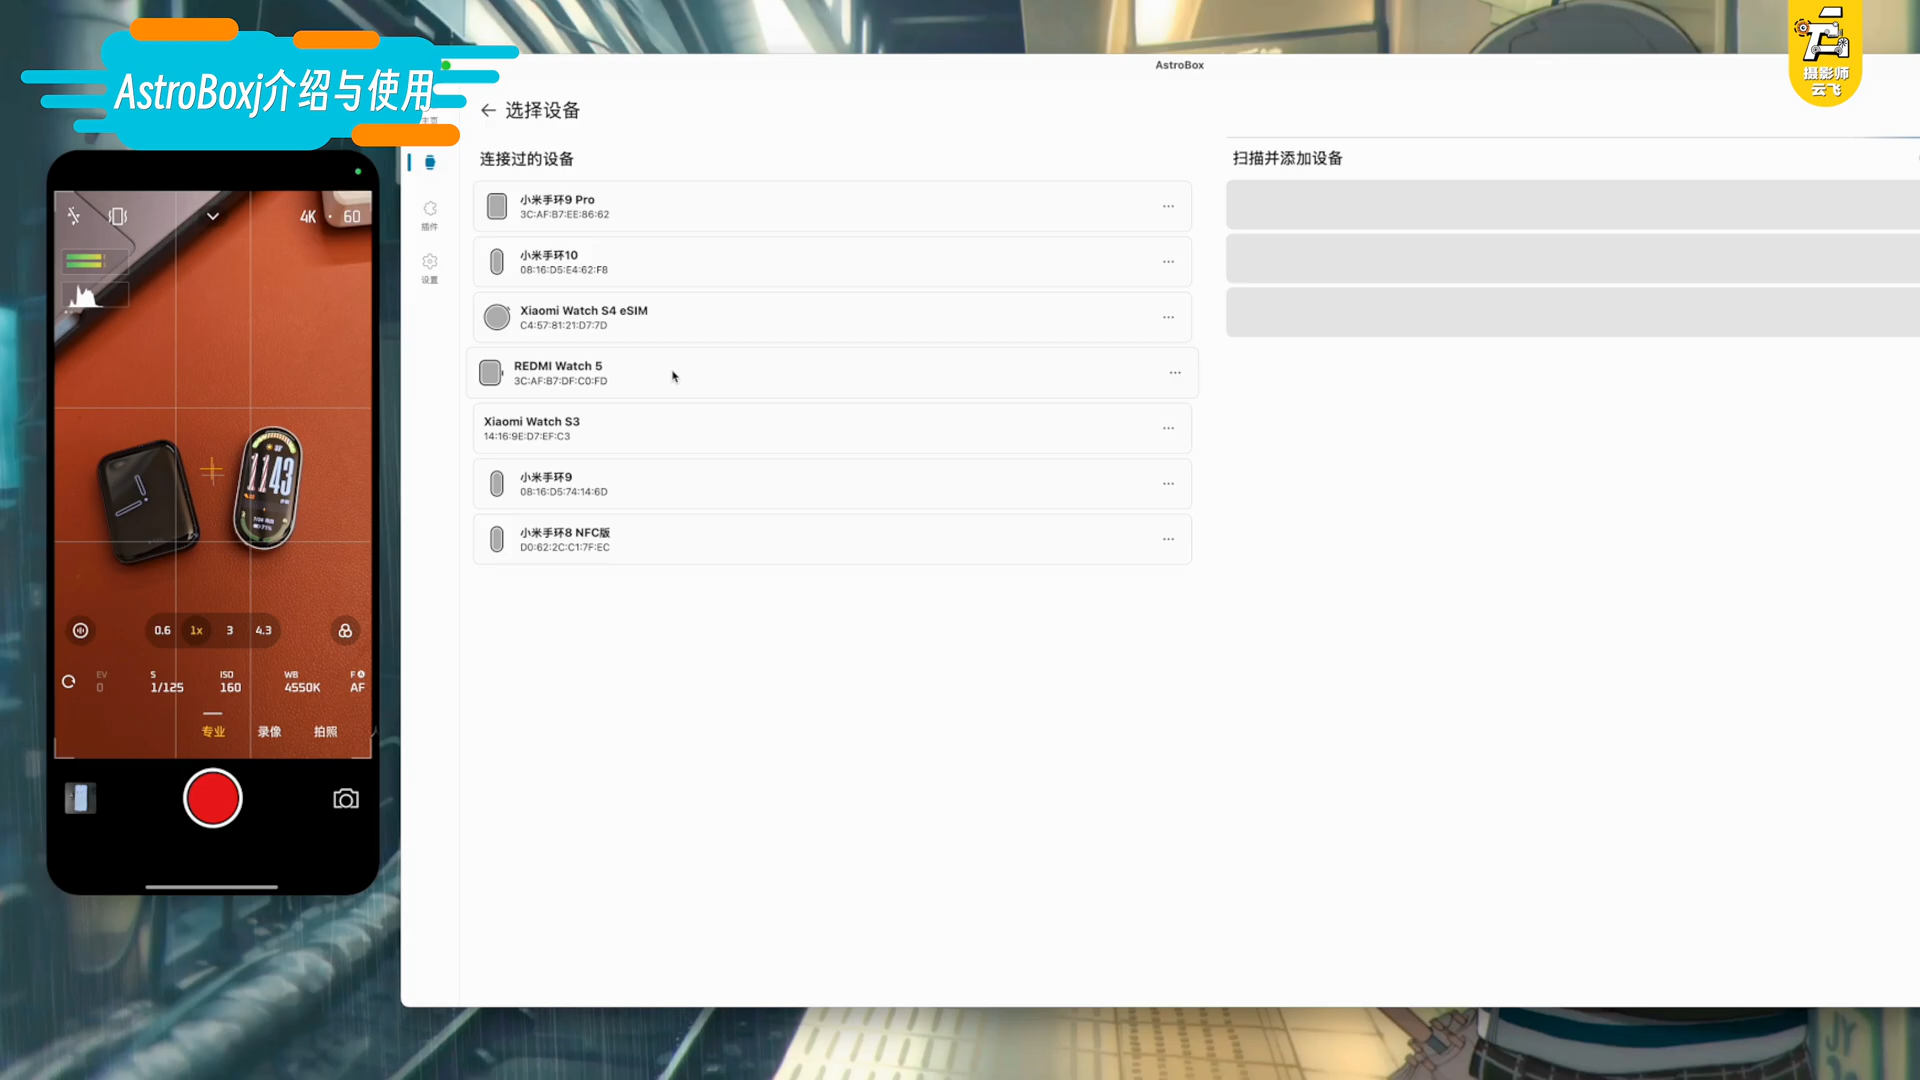 AstroBoxj介绍与使用
摄影师
云飞
AstroBox
主页
插件
设置
选择设备
连接过的设备
小米手环9 Pro
3C:AF:B7:EE:86:62
小米手环10
08:16:D5:E4:62:F8
Xiaomi Watch S4 eSIM
C4:57:81:21:D7:7D
REDMI Watch 5
3C:AF:B7:DF:C0:FD
Xiaomi Watch S3
14:16:9E:D7:EF:C3
小米手环9
08:16:D5:74:14:6D
小米手环8 NFC版
D0:62:2C:C1:7F:EC
扫描并添加设备
4K · 60
1143
0.6 1x 3 4.3
EV S ISO WB F
0 1/125 160 4550K AF
专业 录像 拍照
JY